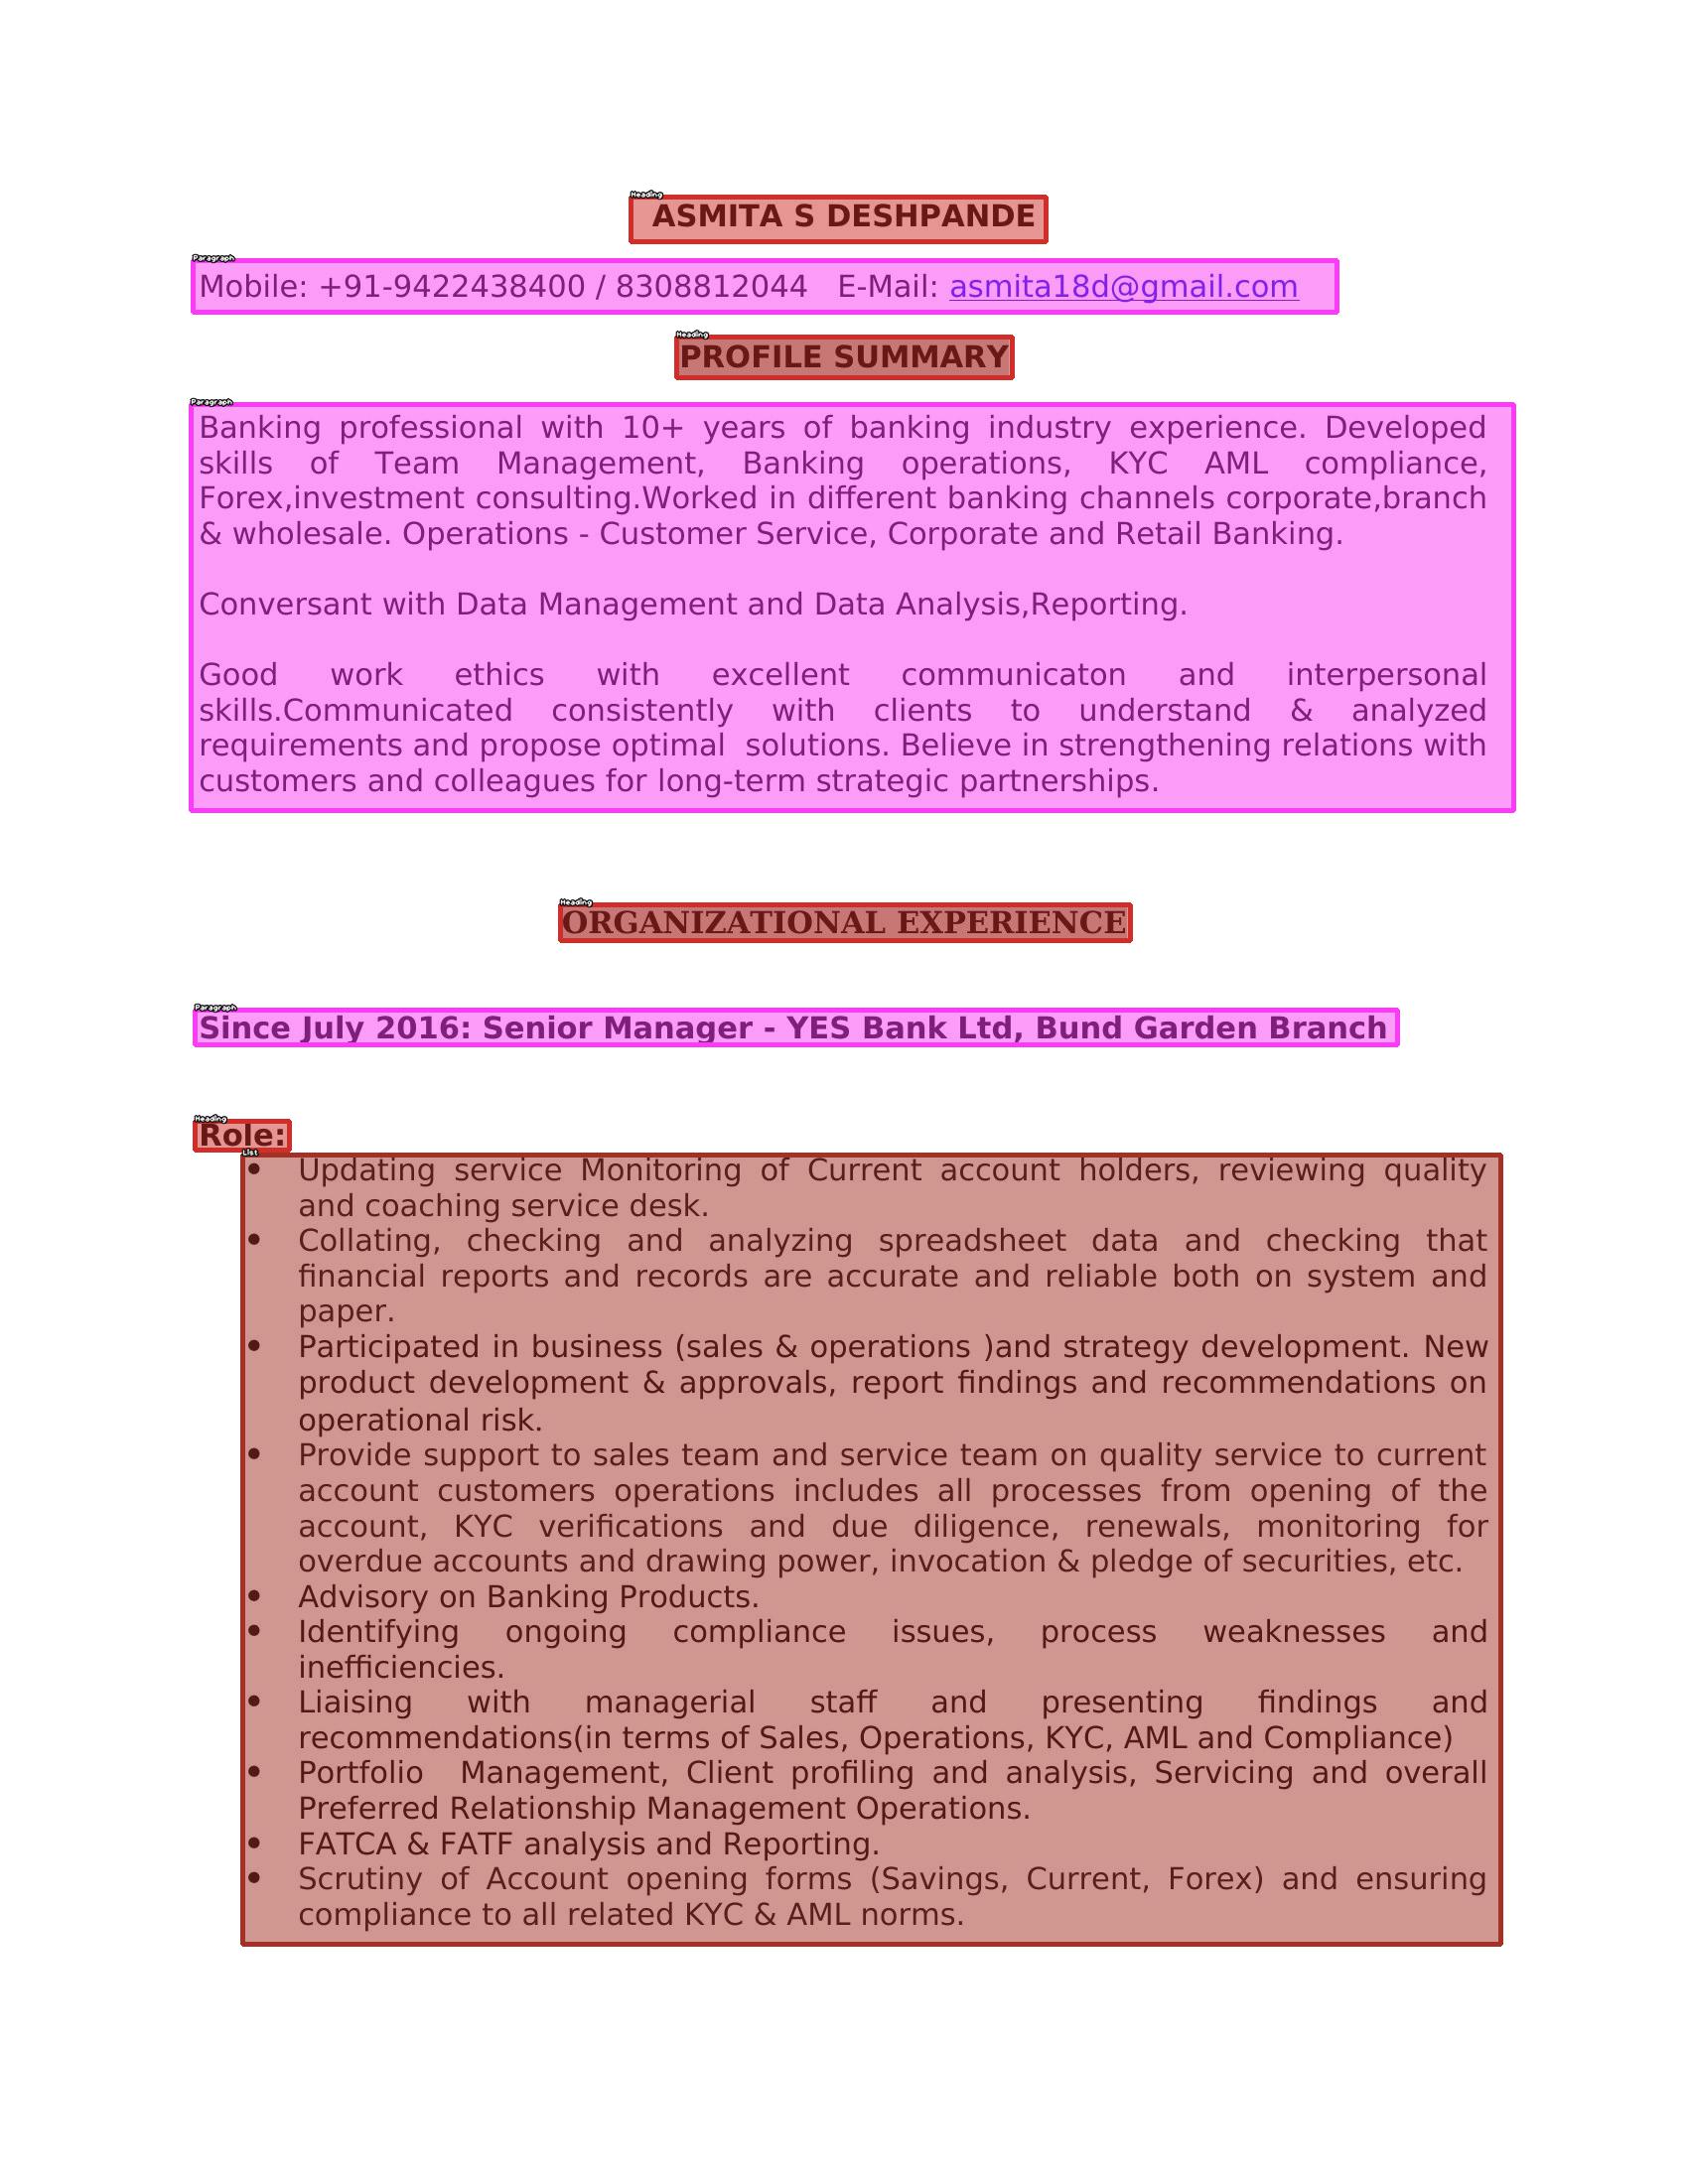 Heading
ASMITA S DESHPANDE
Paragraph
Mobile: +91-9422438400 / 8308812044 E-Mail: asmita18d@gmail.com
Heading
PROFILE SUMMARY
Paragraph
Banking professional with 10+ years of banking industry experience. Developed
skills of Team Management, Banking operations, KYC AML compliance,
Forex,investment consulting.Worked in different banking channels corporate,branch
& wholesale. Operations - Customer Service, Corporate and Retail Banking.
Conversant with Data Management and Data Analysis,Reporting.
Good work ethics with excellent communicaton and interpersonal
skills.Communicated consistently with clients to understand & analyzed
requirements and propose optimal solutions. Believe in strengthening relations with
customers and colleagues for long-term strategic partnerships.
Heading
ORGANIZATIONAL EXPERIENCE
Paragraph
Since July 2016: Senior Manager - YES Bank Ltd, Bund Garden Branch
Heading
Role:
List
• Updating service Monitoring of Current account holders, reviewing quality
and coaching service desk.
• Collating, checking and analyzing spreadsheet data and checking that
financial reports and records are accurate and reliable both on system and
paper.
• Participated in business (sales & operations )and strategy development. New
product development & approvals, report findings and recommendations on
operational risk.
• Provide support to sales team and service team on quality service to current
account customers operations includes all processes from opening of the
account, KYC verifications and due diligence, renewals, monitoring for
overdue accounts and drawing power, invocation & pledge of securities, etc.
• Advisory on Banking Products.
• Identifying ongoing compliance issues, process weaknesses and
inefficiencies.
• Liaising with managerial staff and presenting findings and
recommendations(in terms of Sales, Operations, KYC, AML and Compliance)
• Portfolio Management, Client profiling and analysis, Servicing and overall
Preferred Relationship Management Operations.
• FATCA & FATF analysis and Reporting.
• Scrutiny of Account opening forms (Savings, Current, Forex) and ensuring
compliance to all related KYC & AML norms.